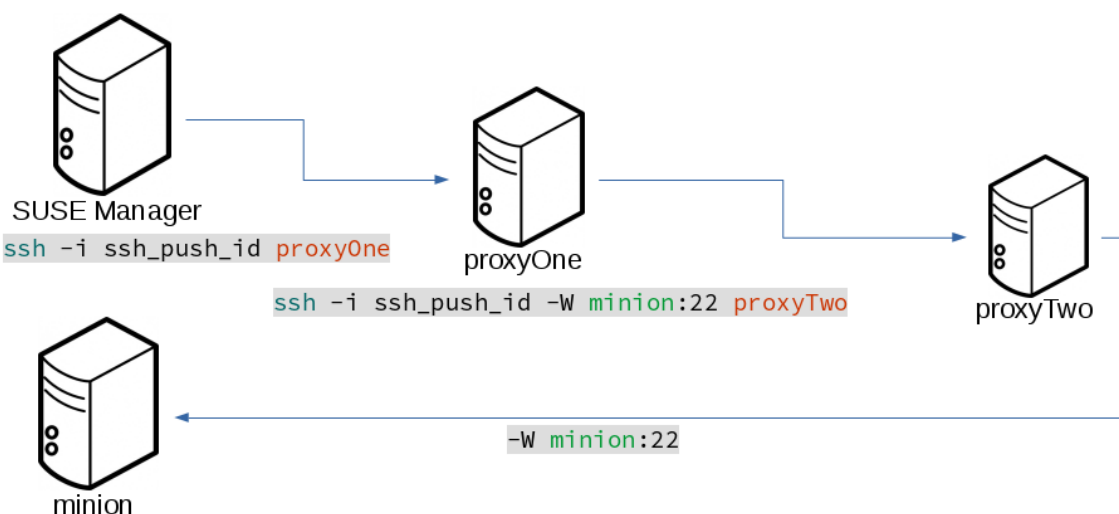 SUSE Manager
ssh -i ssh_push_id proxyOne
proxyOne
ssh -i ssh_push_id -W minion:22 proxyTwo
proxyTwo
-W minion:22
minion